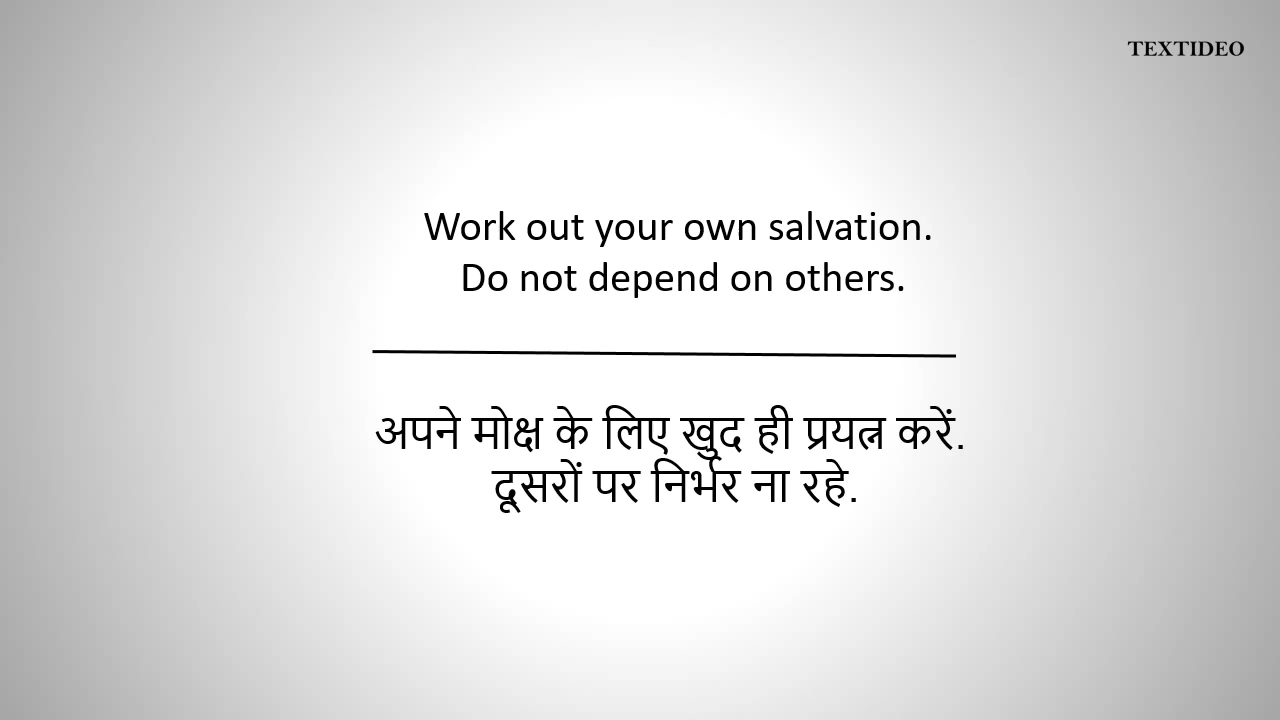 TEXTIDEO
Work out your own salvation.
Do not depend on others.
अपने मोक्ष के लिए खुद ही प्रयत्न करें.
दूसरों पर निर्भर ना रहे.